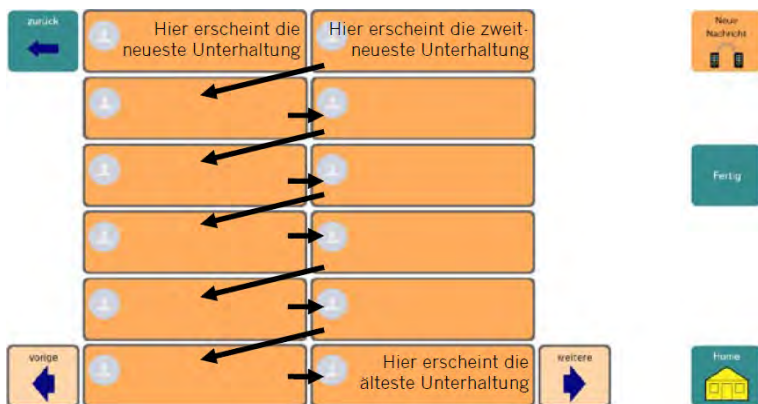 zurück
Hier erscheint die
neueste Unterhaltung
Hier erscheint die zweit-
neueste Unterhaltung
Neue
Nachricht
Fertig
vorige
Hier erscheint die
älteste Unterhaltung
weitere
Home